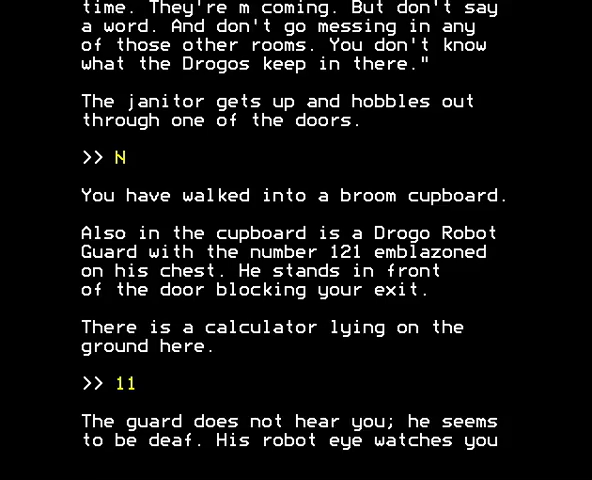 time. They're m coming. But don't say
a word. And don't go messing in any
of those other rooms. You don't know
what the Drogos keep in there."
The janitor gets up and hobbles out
through one of the doors.
>> N
You have walked into a broom cupboard.
Also in the cupboard is a Drogo Robot
Guard with the number 121 emblazoned
on his chest. He stands in front
of the door blocking your exit.
There is a calculator lying on the
ground here.
>> 11
The guard does not hear you; he seems
to be deaf. His robot eye watches you